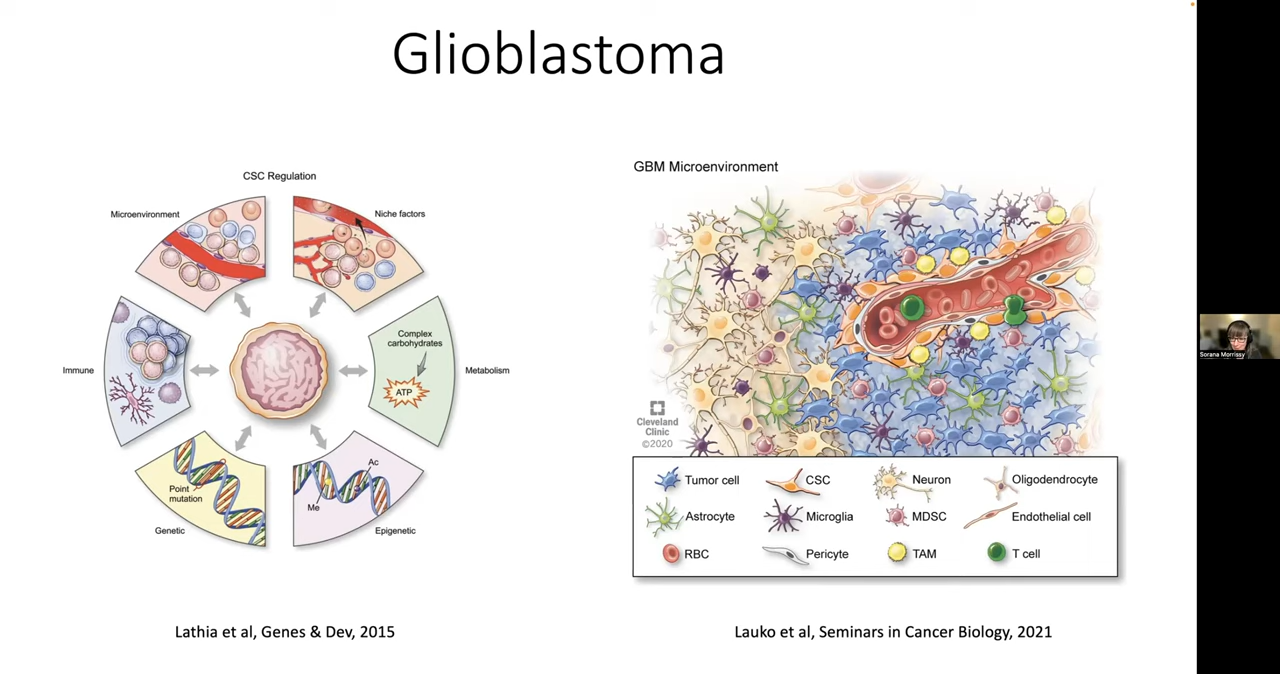 Glioblastoma
CSC Regulation
Microenvironment
Niche factors
Immune
Complex
carbohydrates
ATP
Metabolism
Point
mutation
Genetic
Ac
Me
Epigenetic
Lathia et al, Genes & Dev, 2015
GBM Microenvironment
Cleveland
Clinic
©2020
Tumor cell
CSC
Neuron
Oligodendrocyte
Astrocyte
Microglia
MDSC
Endothelial cell
RBC
Pericyte
TAM
T cell
Lauko et al, Seminars in Cancer Biology, 2021
Sorana Morrissy